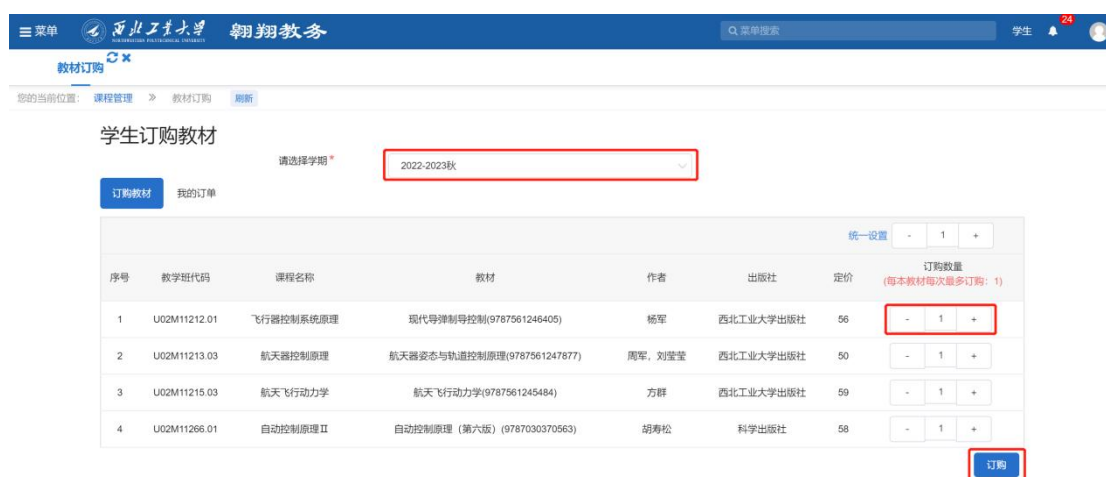 菜单 西北工业大学 NORTHWESTERN POLYTECHNICAL UNIVERSITY 翱翔教务 菜单搜索 学生 24
教材订购
您的当前位置: 课程管理 » 教材订购 刷新
学生订购教材
请选择学期* 2022-2023秋
订购教材 我的订单
统一设置 - 1 +
序号 教学班代码 课程名称 教材 作者 出版社 定价 订购数量
(每本教材每次最多订购: 1)
1 U02M11212.01 飞行器控制系统原理 现代导弹制导控制(9787561246405) 杨军 西北工业大学出版社 56 - 1 +
2 U02M11213.03 航天器控制原理 航天器姿态与轨道控制原理(9787561247877) 周军，刘莹莹 西北工业大学出版社 50 - 1 +
3 U02M11215.03 航天飞行动力学 航天飞行动力学(9787561245484) 方群 西北工业大学出版社 59 - 1 +
4 U02M11266.01 自动控制原理Ⅱ 自动控制原理（第六版）(9787030370563) 胡寿松 科学出版社 58 - 1 +
订购